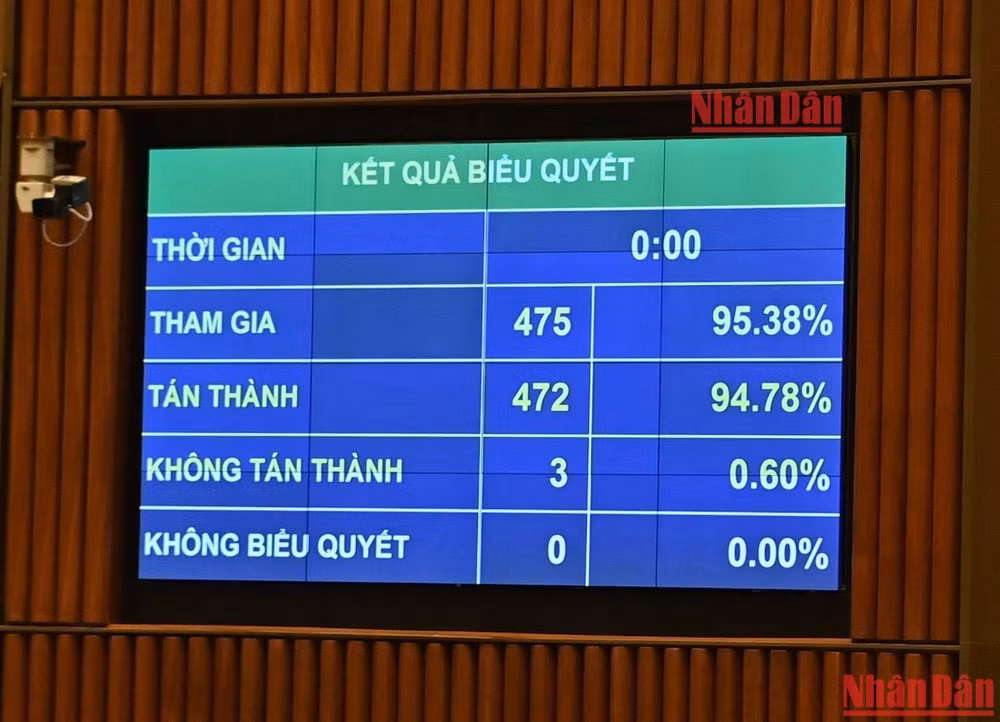 Nhân Dân
KẾT QUẢ BIỂU QUYẾT
THỜI GIAN 0:00
THAM GIA 475 95.38%
TÁN THÀNH 472 94.78%
KHÔNG TÁN THÀNH 3 0.60%
KHÔNG BIỂU QUYẾT 0 0.00%
Nhân Dân